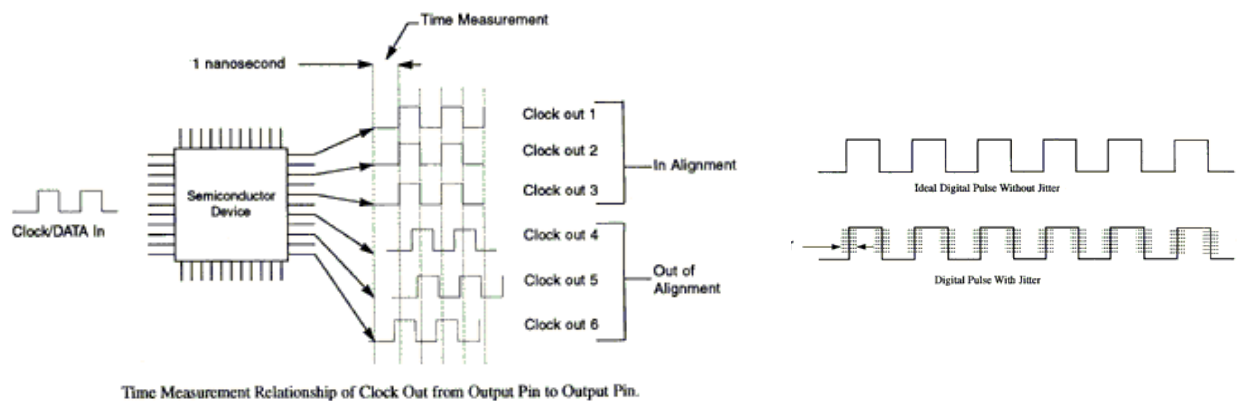 Time Measurement
1 nanosecond
Clock out 1
Clock out 2
In Alignment
Clock out 3
Semiconductor
Device
Clock/DATA In
Clock out 4
Clock out 5
Out of
Alignment
Clock out 6
Time Measurement Relationship of Clock Out from Output Pin to Output Pin.
Ideal Digital Pulse Without Jitter
Digital Pulse With Jitter